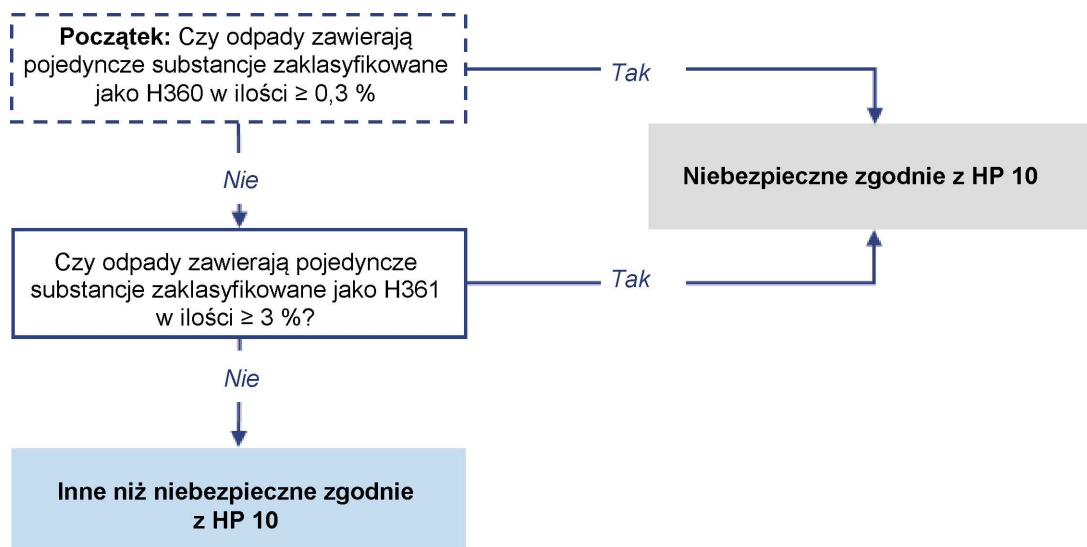 Początek: Czy odpady zawierają
pojedyncze substancje zaklasyfikowane
jako H360 w ilości ≥ 0,3 %
Tak
Niebezpieczne zgodnie z HP 10
Nie
Czy odpady zawierają pojedyncze
substancje zaklasyfikowane jako H361
w ilości ≥ 3 %?
Tak
Nie
Inne niż niebezpieczne zgodnie
z HP 10